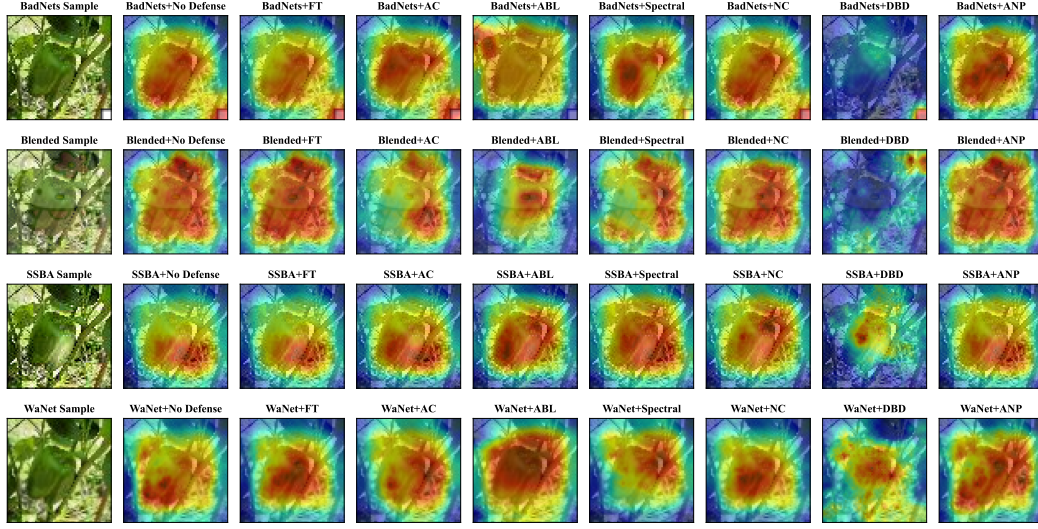 BadNets Sample BadNets+No Defense BadNets+FT BadNets+AC BadNets+ABL BadNets+Spectral BadNets+NC BadNets+DBD BadNets+ANP
Blended Sample Blended+No Defense Blended+FT Blended+AC Blended+ABL Blended+Spectral Blended+NC Blended+DBD Blended+ANP
SSBA Sample SSBA+No Defense SSBA+FT SSBA+AC SSBA+ABL SSBA+Spectral SSBA+NC SSBA+DBD SSBA+ANP
WaNet Sample WaNet+No Defense WaNet+FT WaNet+AC WaNet+ABL WaNet+Spectral WaNet+NC WaNet+DBD WaNet+ANP